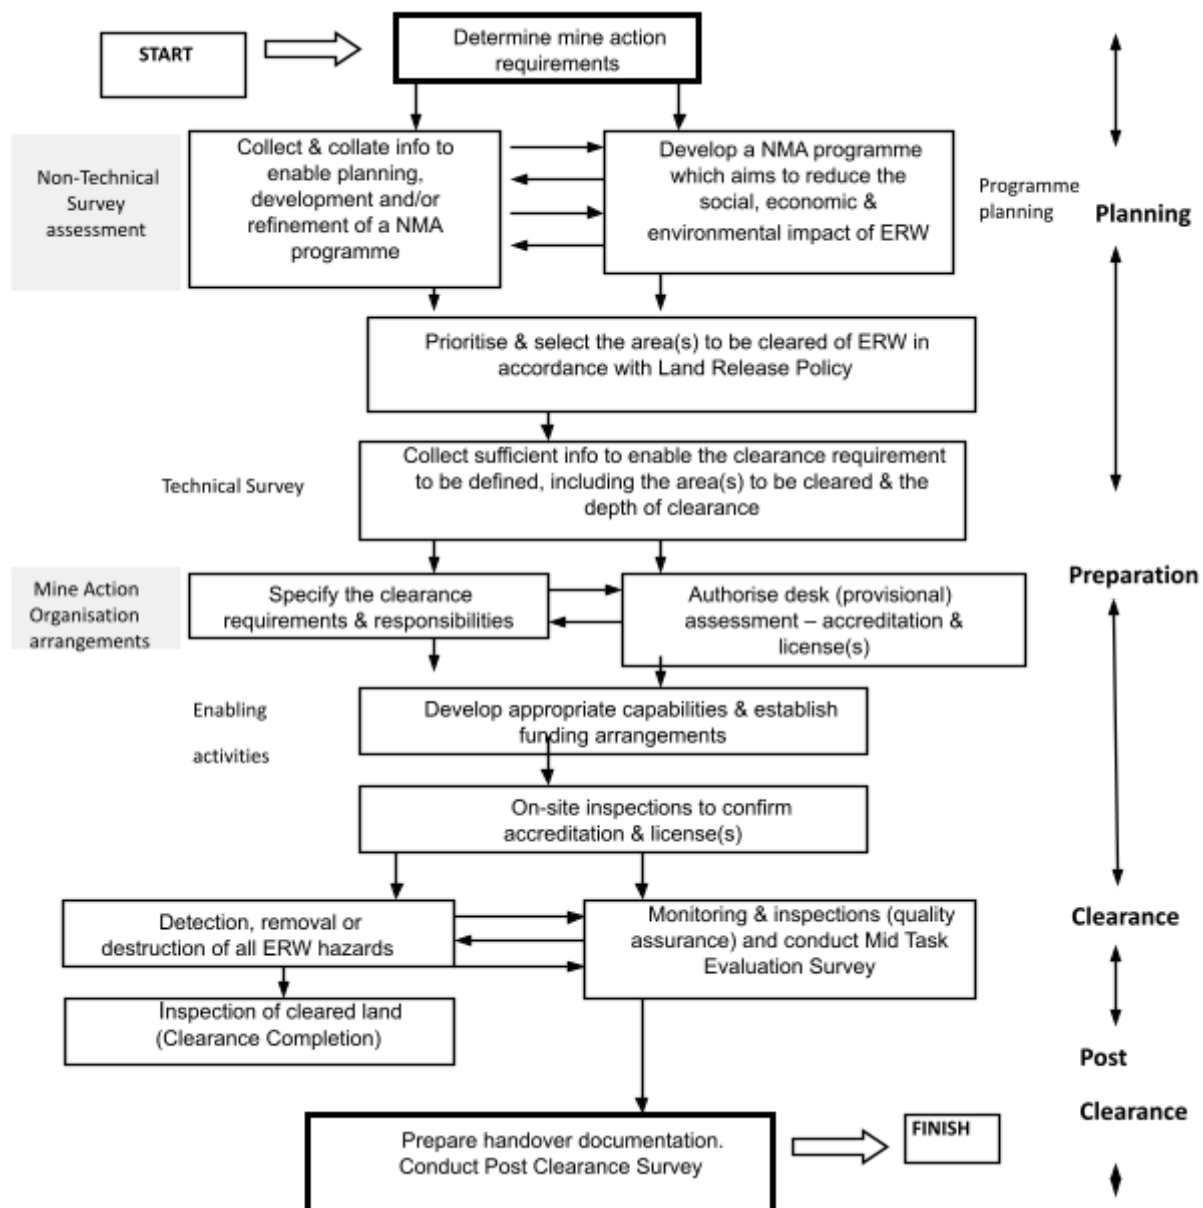 START
Determine mine action
requirements
Non-Technical
Survey
assessment
Collect & collate info to
enable planning,
development and/or
refinement of a NMA
programme
Develop a NMA programme
which aims to reduce the
social, economic &
environmental impact of ERW
Programme
planning
Planning
Prioritise & select the area(s) to be cleared of ERW in
accordance with Land Release Policy
Technical Survey
Collect sufficient info to enable the clearance requirement
to be defined, including the area(s) to be cleared & the
depth of clearance
Preparation
Mine Action
Organisation
arrangements
Specify the clearance
requirements & responsibilities
Authorise desk (provisional)
assessment – accreditation &
license(s)
Enabling
activities
Develop appropriate capabilities & establish
funding arrangements
On-site inspections to confirm
accreditation & license(s)
Detection, removal or
destruction of all ERW hazards
Monitoring & inspections (quality
assurance) and conduct Mid Task
Evaluation Survey
Clearance
Inspection of cleared land
(Clearance Completion)
Post
Clearance
Prepare handover documentation.
Conduct Post Clearance Survey
FINISH